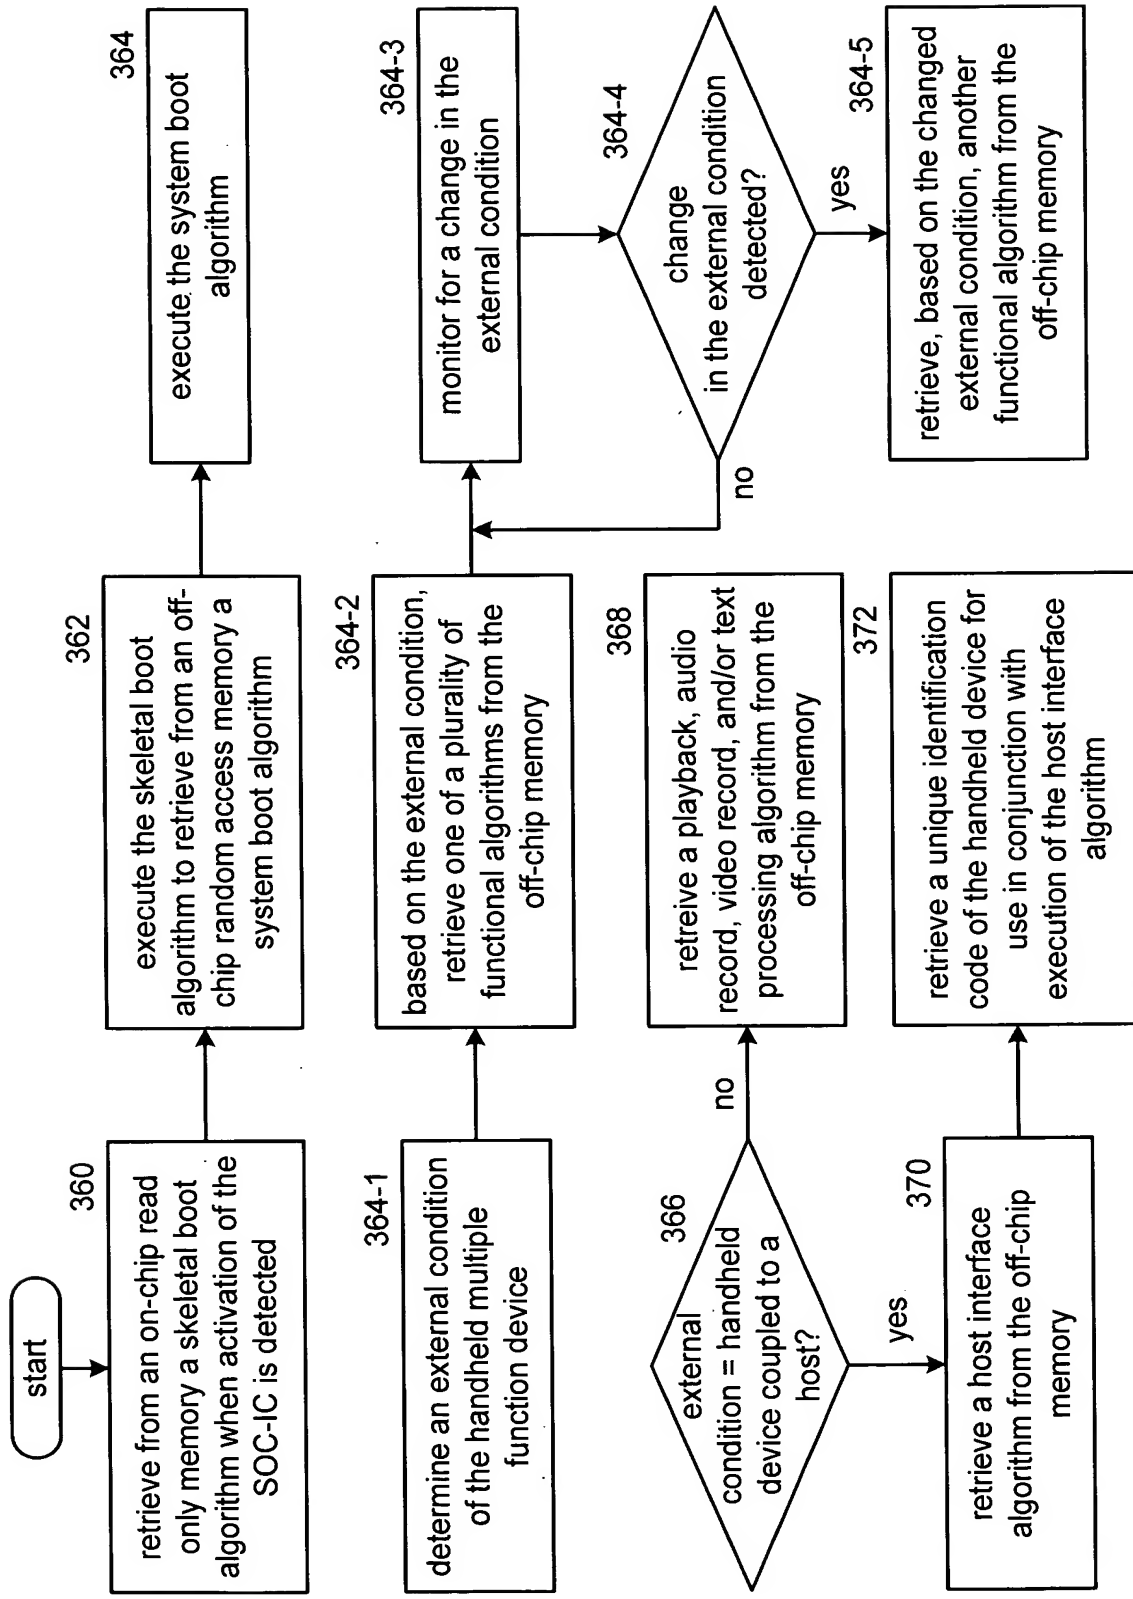 start
360
retrieve from an on-chip read
only memory a skeletal boot
algorithm when activation of the
SOC-IC is detected
362
execute the skeletal boot
algorithm to retrieve from an off-
chip random access memory a
system boot algorithm
364
execute the system boot
algorithm
364-1
determine an external condition
of the handheld multiple
function device
364-2
based on the external condition,
retrieve one of a plurality of
functional algorithms from the
off-chip memory
364-3
monitor for a change in the
external condition
364-4
change
in the external condition
detected?
no
yes
364-5
retrieve, based on the changed
external condition, another
functional algorithm from the
off-chip memory
366
external
condition = handheld
device coupled to a
host?
no
yes
368
retreive a playback, audio
record, video record, and/or text
processing algorithm from the
off-chip memory
370
retrieve a host interface
algorithm from the off-chip
memory
372
retrieve a unique identification
code of the handheld device for
use in conjunction with
execution of the host interface
algorithm